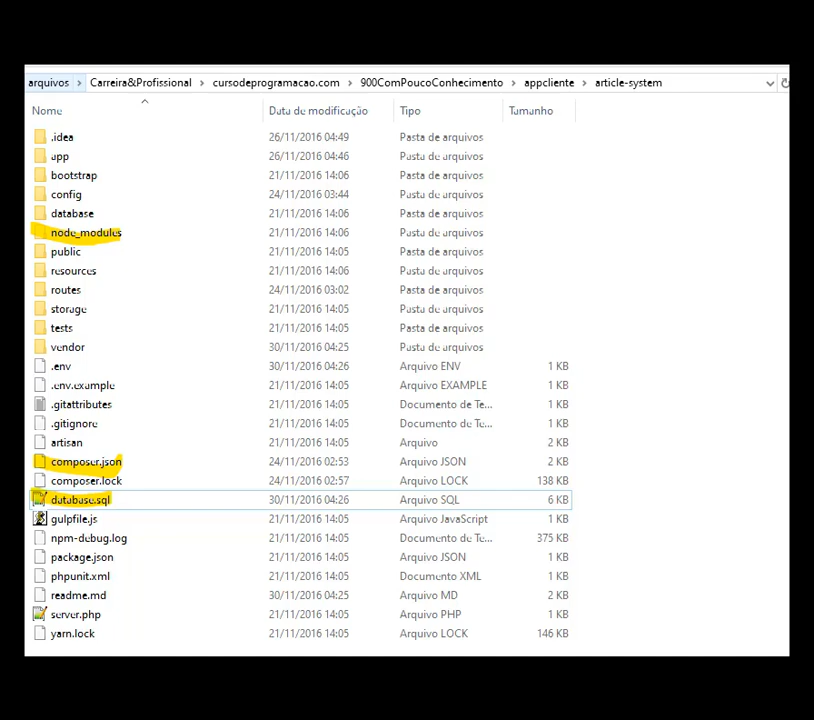 arquivos > Carreira&Profissional > cursodeprogramacao.com > 900ComPoucoConhecimento > appcliente > article-system
Nome Data de modificação Tipo Tamanho
.idea 26/11/2016 04:49 Pasta de arquivos
app 26/11/2016 04:46 Pasta de arquivos
bootstrap 21/11/2016 14:06 Pasta de arquivos
config 24/11/2016 03:44 Pasta de arquivos
database 21/11/2016 14:06 Pasta de arquivos
node_modules 21/11/2016 14:06 Pasta de arquivos
public 21/11/2016 14:05 Pasta de arquivos
resources 21/11/2016 14:06 Pasta de arquivos
routes 24/11/2016 03:02 Pasta de arquivos
storage 21/11/2016 14:05 Pasta de arquivos
tests 21/11/2016 14:05 Pasta de arquivos
vendor 30/11/2016 04:25 Pasta de arquivos
.env 30/11/2016 04:26 Arquivo ENV 1 KB
.env.example 21/11/2016 14:05 Arquivo EXAMPLE 1 KB
.gitattributes 21/11/2016 14:05 Documento de Te... 1 KB
.gitignore 21/11/2016 14:05 Documento de Te... 1 KB
artisan 21/11/2016 14:05 Arquivo 2 KB
composer.json 24/11/2016 02:53 Arquivo JSON 2 KB
composer.lock 24/11/2016 02:57 Arquivo LOCK 138 KB
database.sql 30/11/2016 04:26 Arquivo SQL 6 KB
gulpfile.js 21/11/2016 14:05 Arquivo JavaScript 1 KB
npm-debug.log 21/11/2016 14:05 Documento de Te... 375 KB
package.json 21/11/2016 14:05 Arquivo JSON 1 KB
phpunit.xml 21/11/2016 14:05 Documento XML 1 KB
readme.md 30/11/2016 04:25 Arquivo MD 2 KB
server.php 21/11/2016 14:05 Arquivo PHP 1 KB
yarn.lock 21/11/2016 14:05 Arquivo LOCK 146 KB